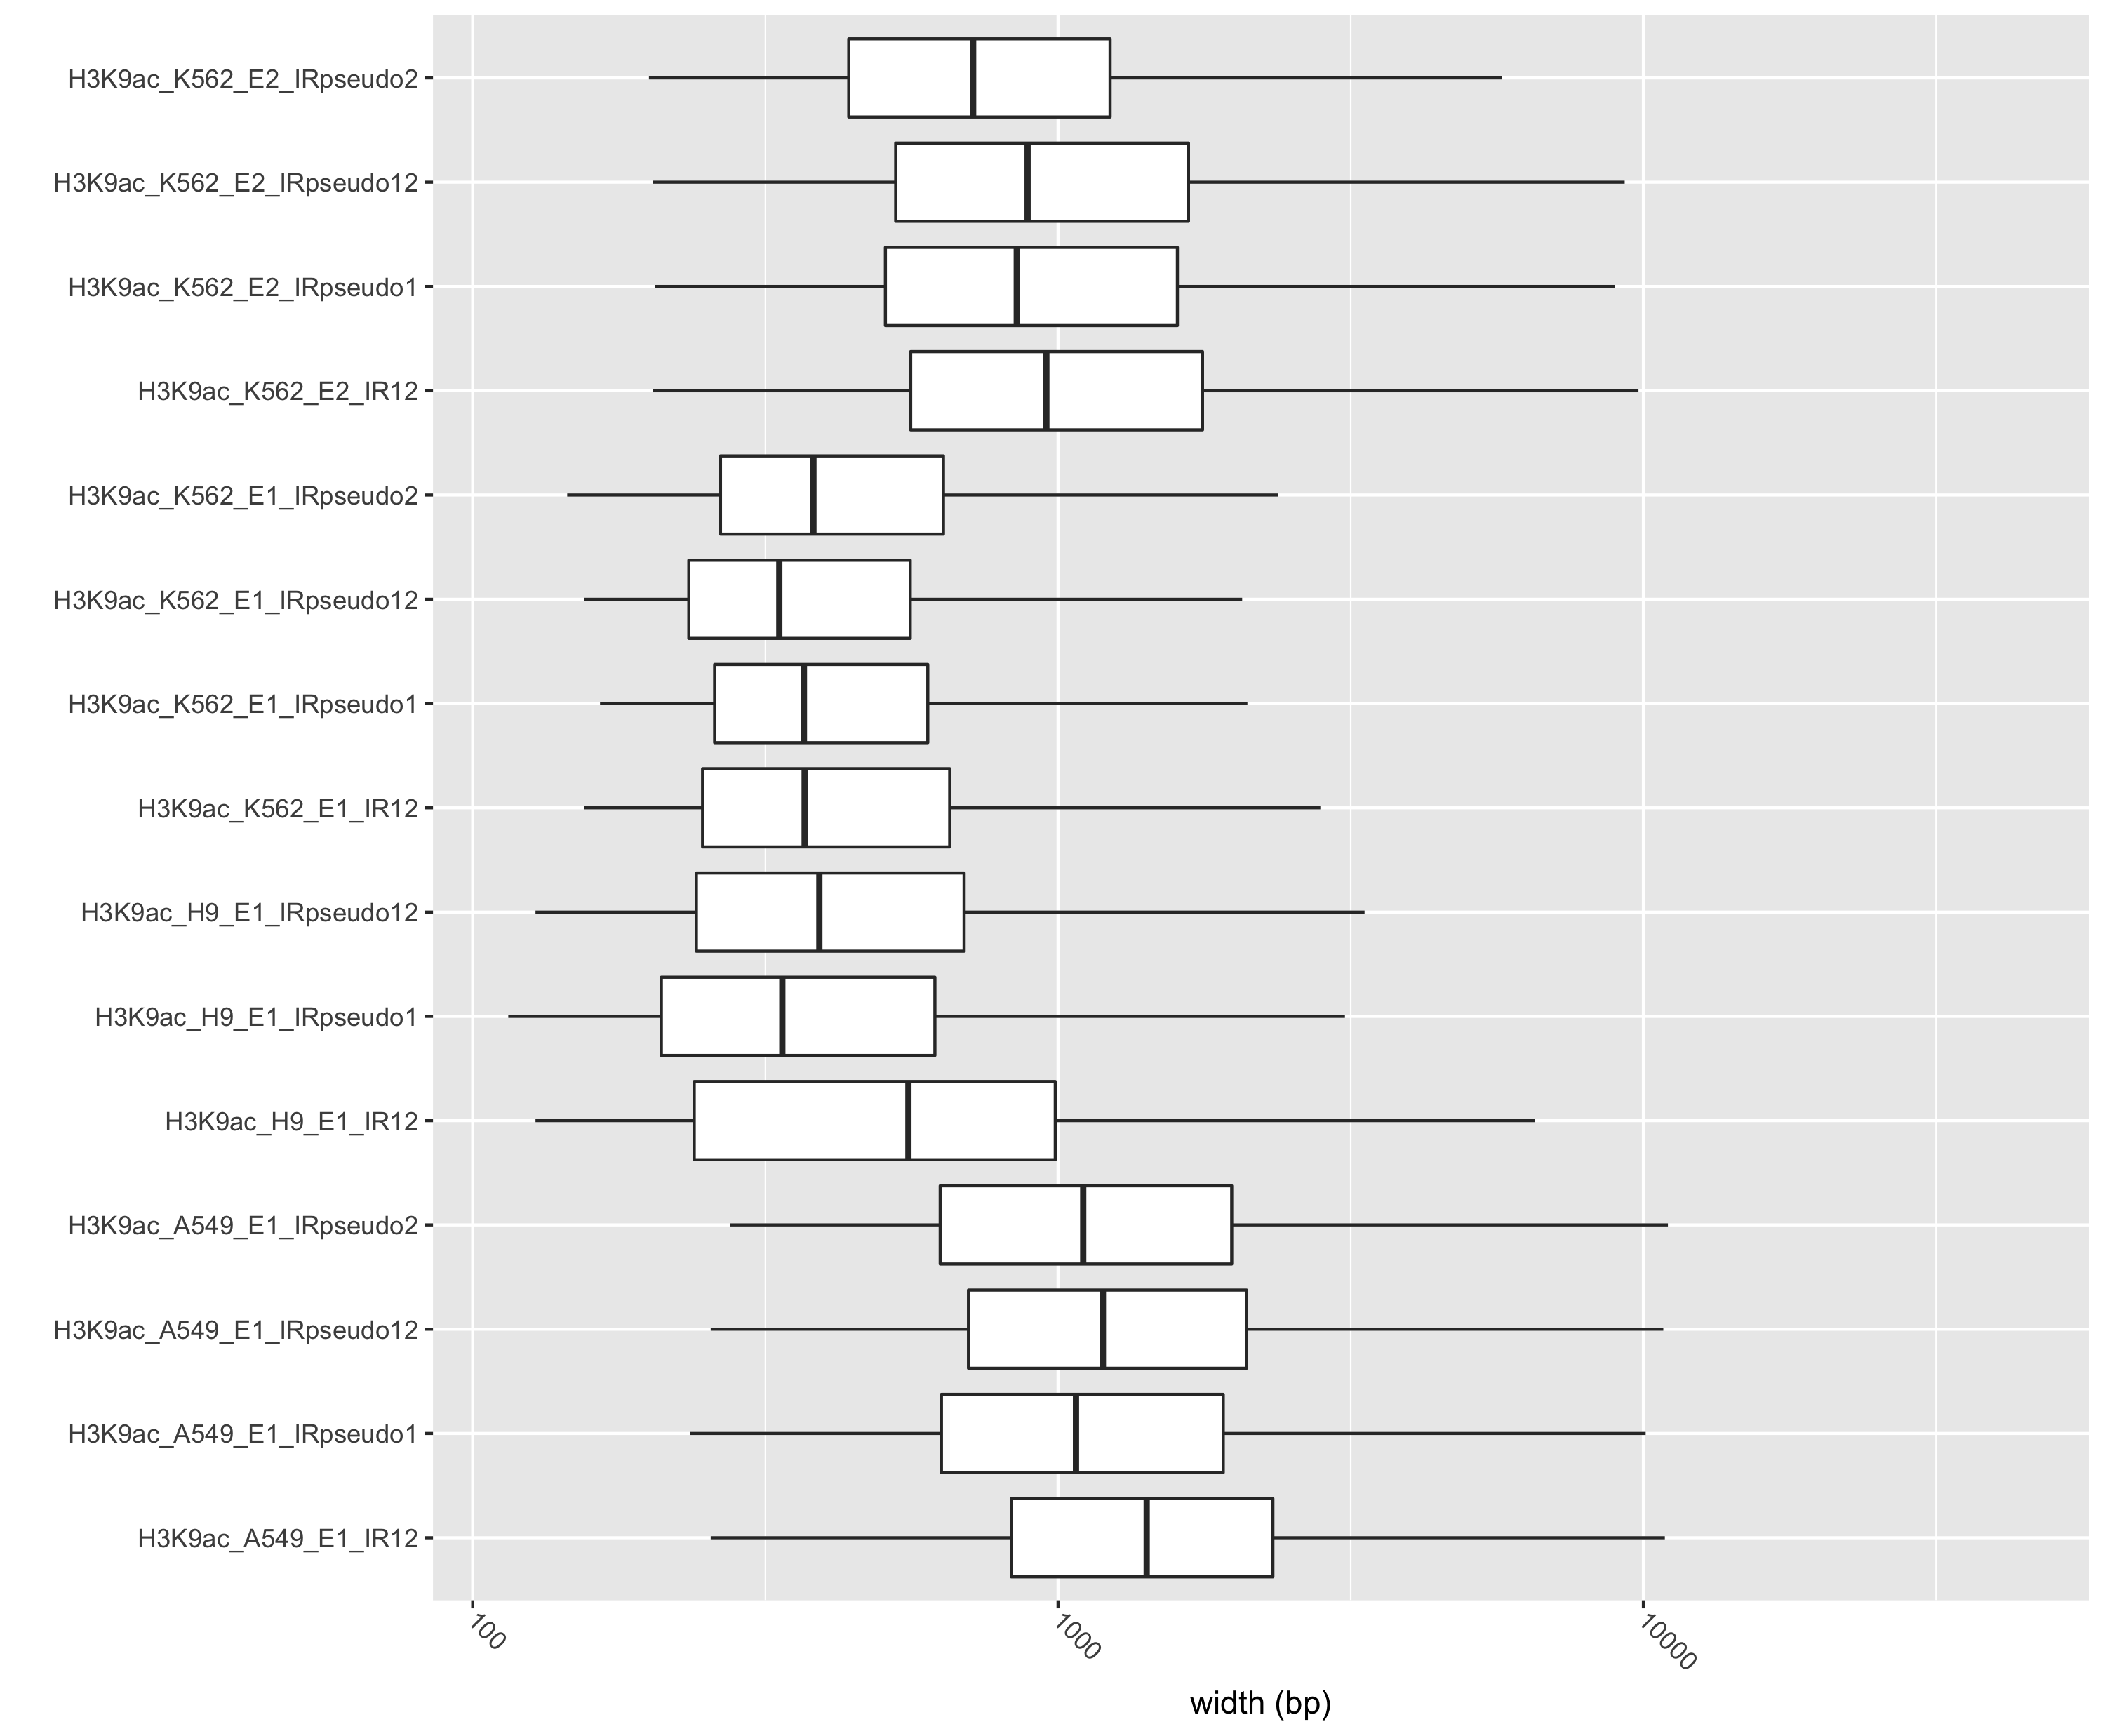 H3K9ac_K562_E2_IRpseudo2
H3K9ac_K562_E2_IRpseudo12
H3K9ac_K562_E2_IRpseudo1
H3K9ac_K562_E2_IR12
H3K9ac_K562_E1_IRpseudo2
H3K9ac_K562_E1_IRpseudo12
H3K9ac_K562_E1_IRpseudo1
H3K9ac_K562_E1_IR12
H3K9ac_H9_E1_IRpseudo12
H3K9ac_H9_E1_IRpseudo1
H3K9ac_H9_E1_IR12
H3K9ac_A549_E1_IRpseudo2
H3K9ac_A549_E1_IRpseudo12
H3K9ac_A549_E1_IRpseudo1
H3K9ac_A549_E1_IR12
100
1000
10000
width (bp)